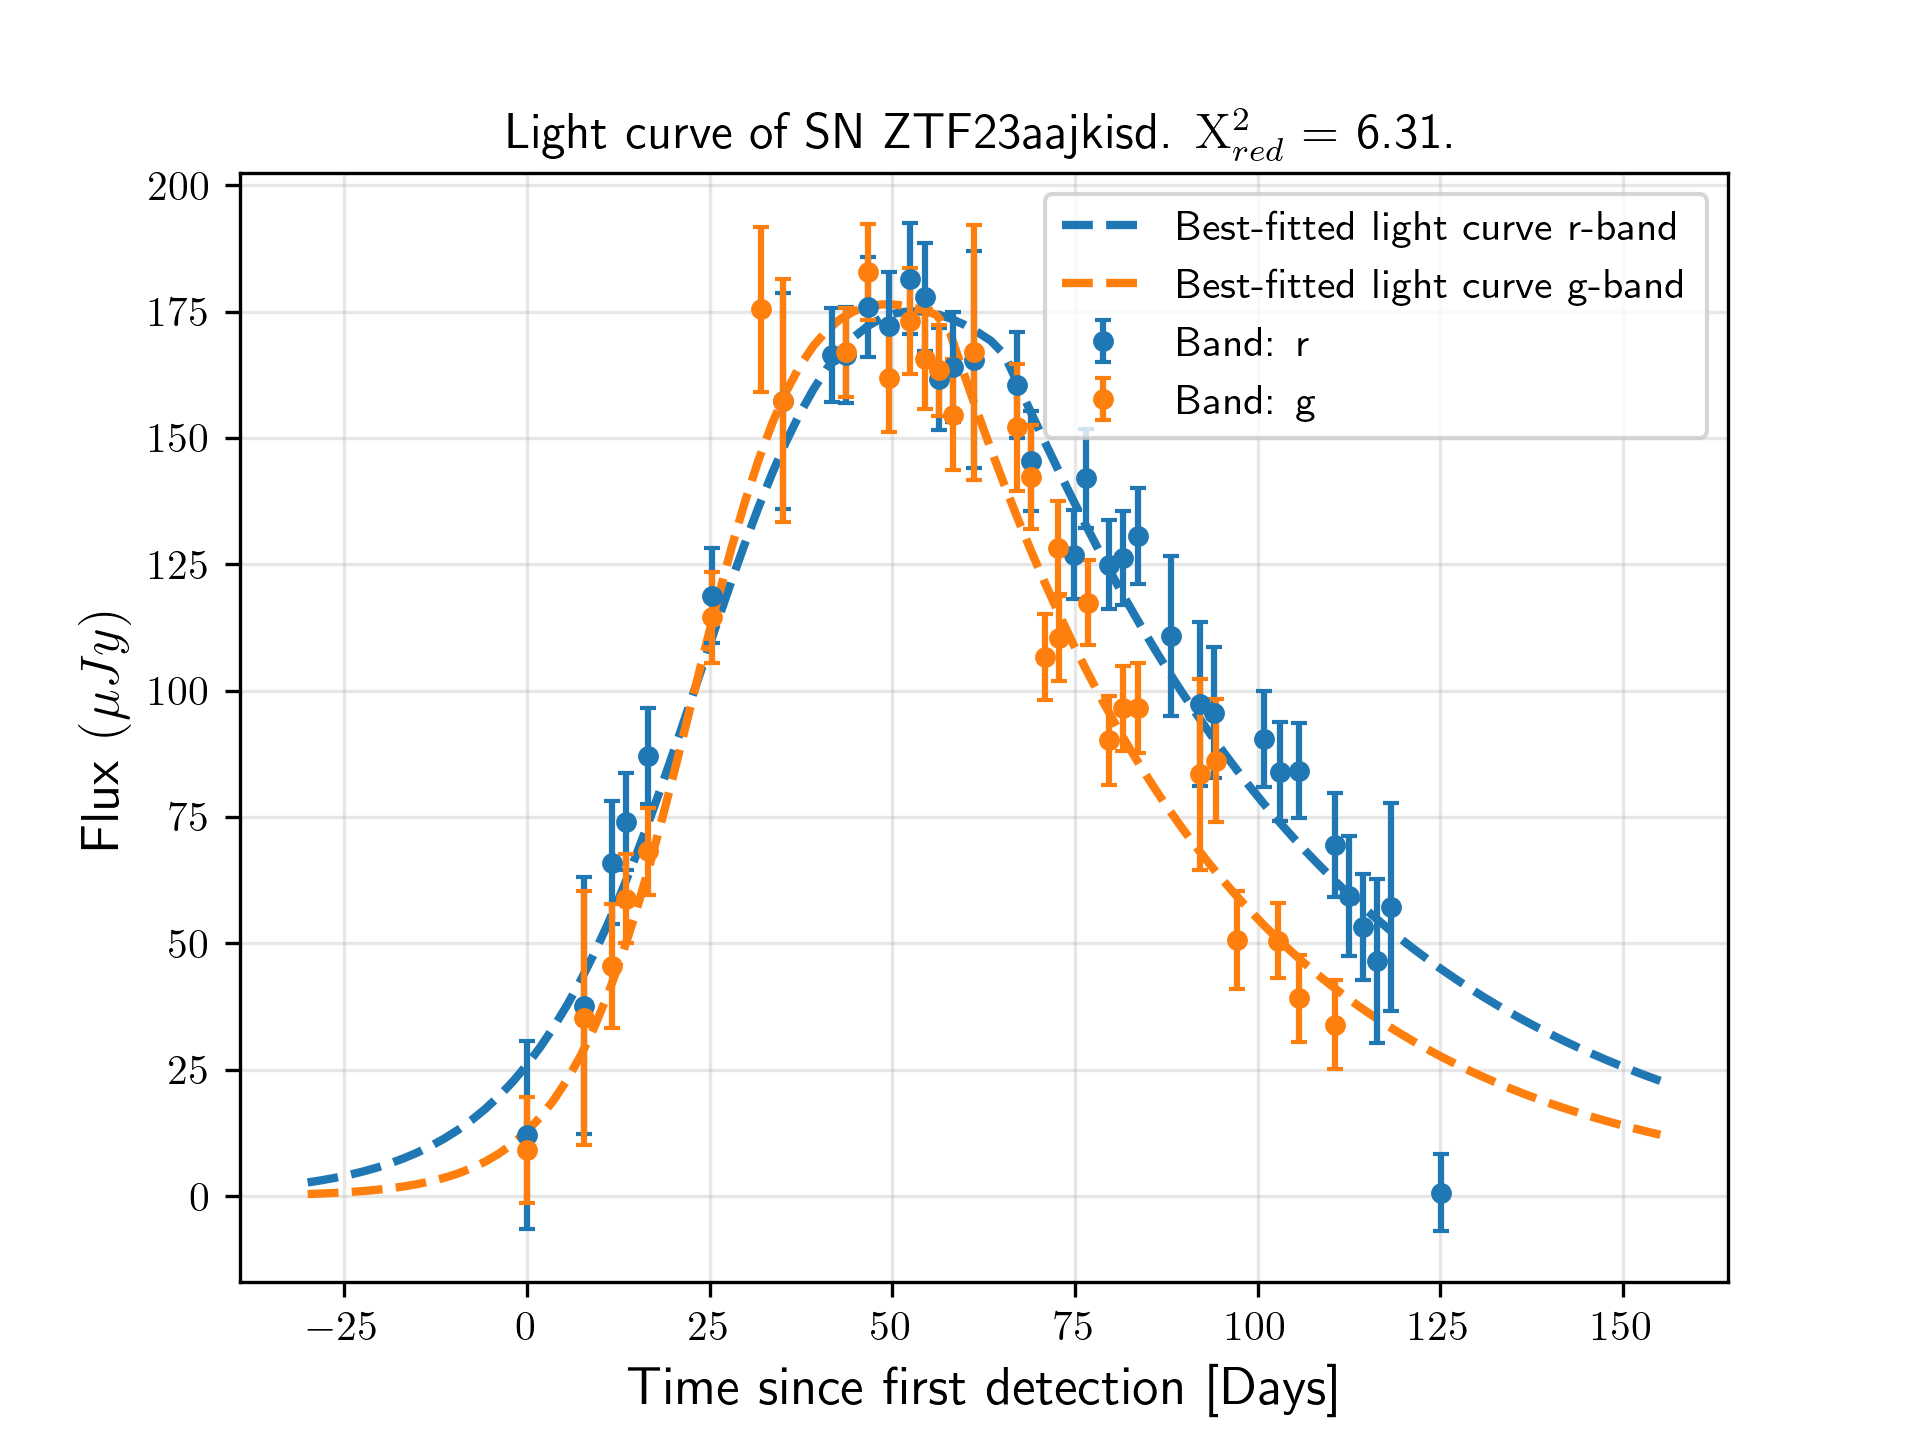 Light curve of SN ZTF23aajkisd. X²_red = 6.31.
200
175
150
125
100
75
50
25
0
Flux (μJy)
Best-fitted light curve r-band
Best-fitted light curve g-band
Band: r
Band: g
−25 0 25 50 75 100 125 150
Time since first detection [Days]